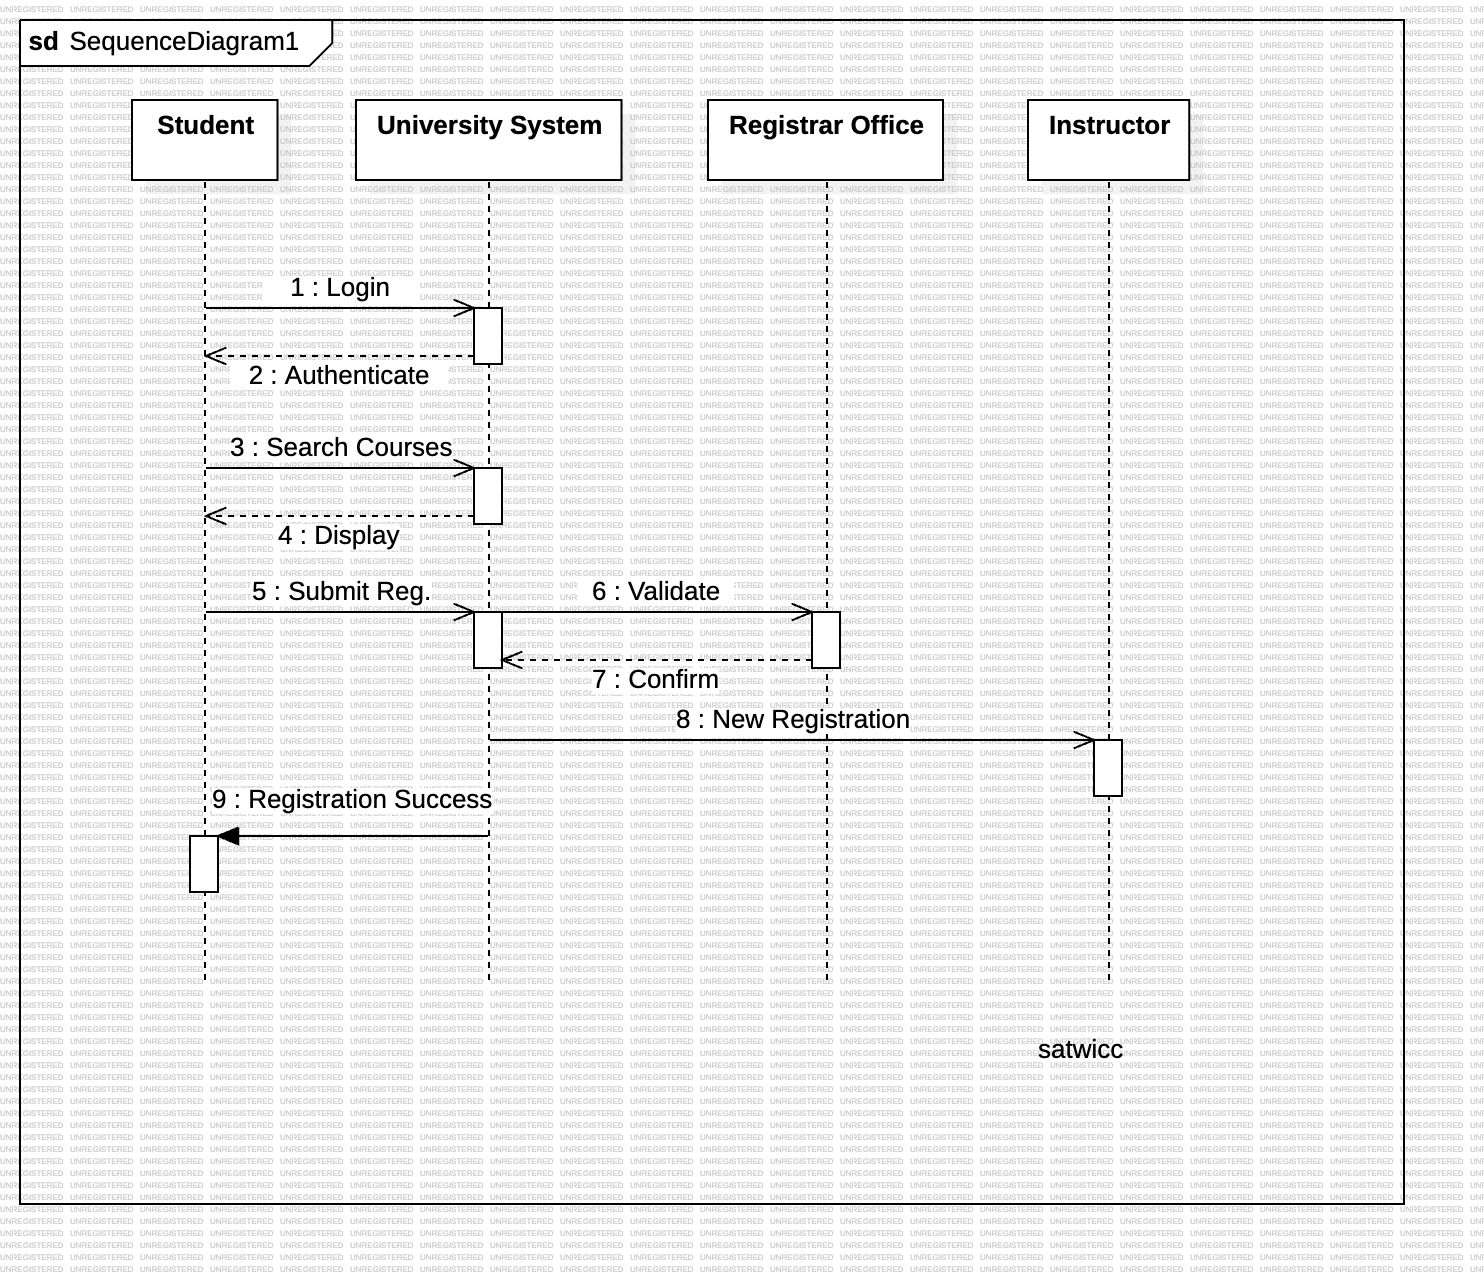 sd SequenceDiagram1
Student
University System
Registrar Office
Instructor
1 : Login
2 : Authenticate
3 : Search Courses
4 : Display
5 : Submit Reg.
6 : Validate
7 : Confirm
8 : New Registration
9 : Registration Success
satwicc
UNREGISTERED